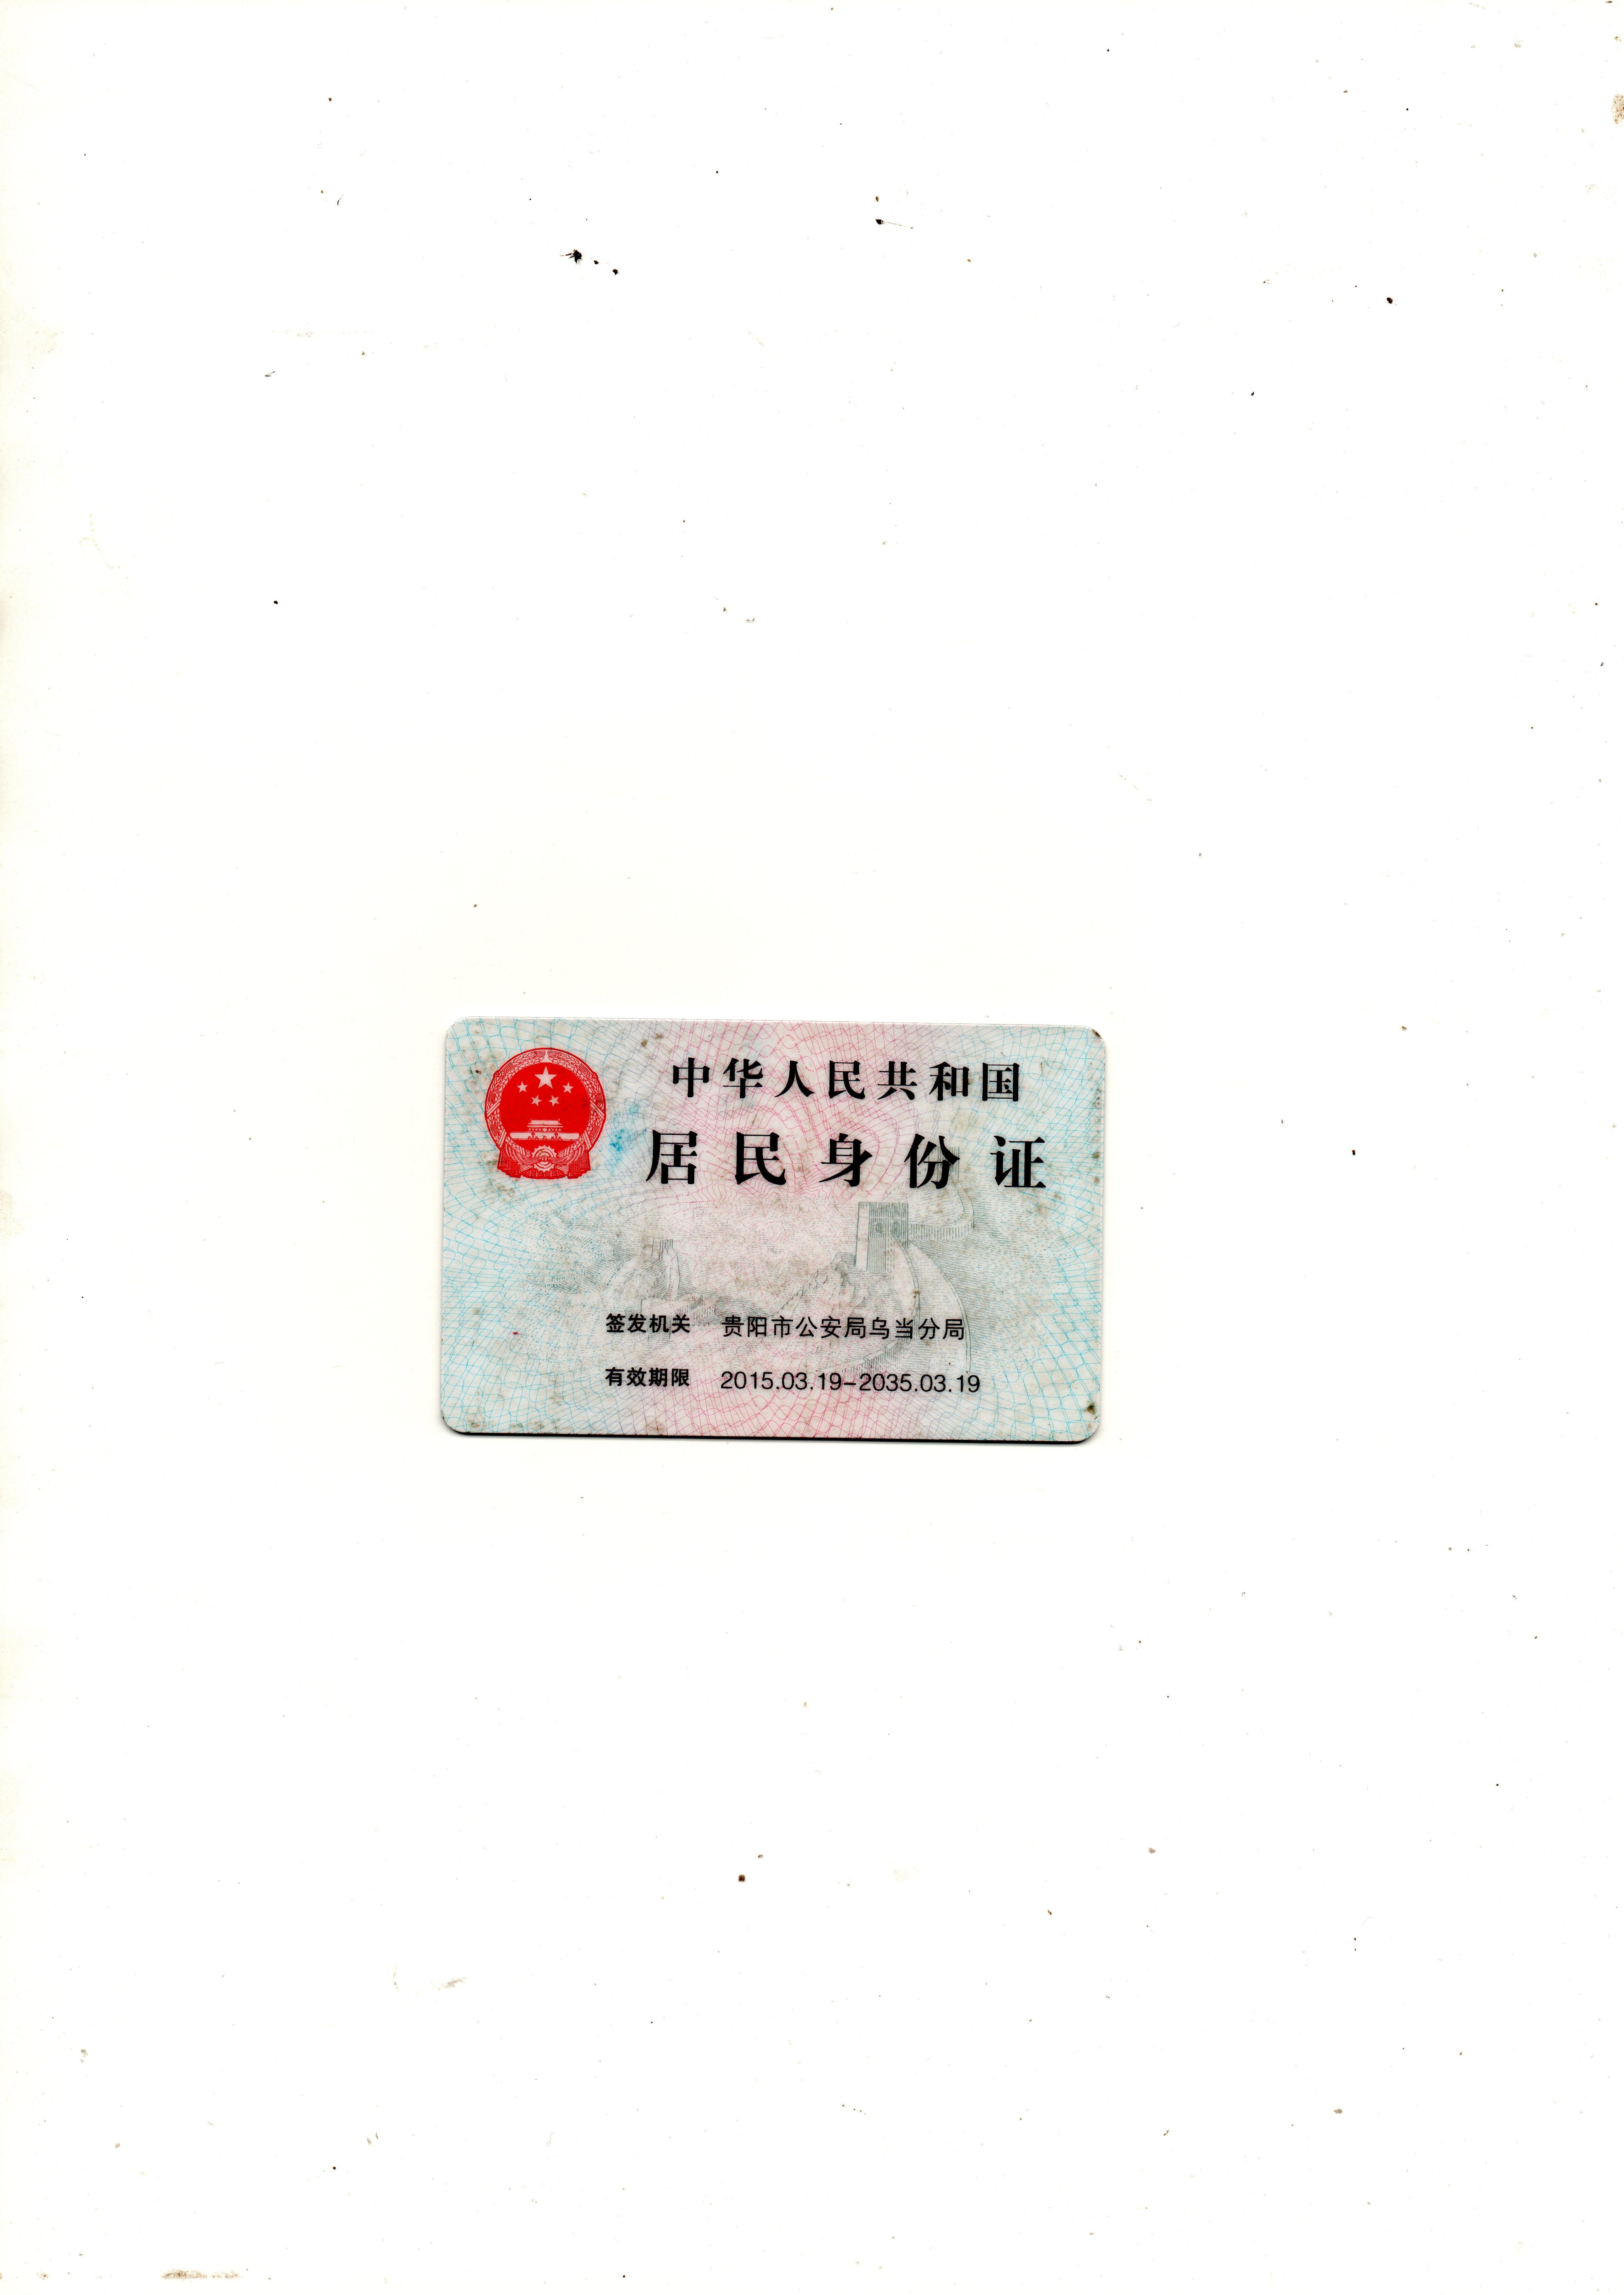 中华人民共和国
居民身份证
签发机关 贵阳市公安局乌当分局
有效期限 2015.03.19-2035.03.19